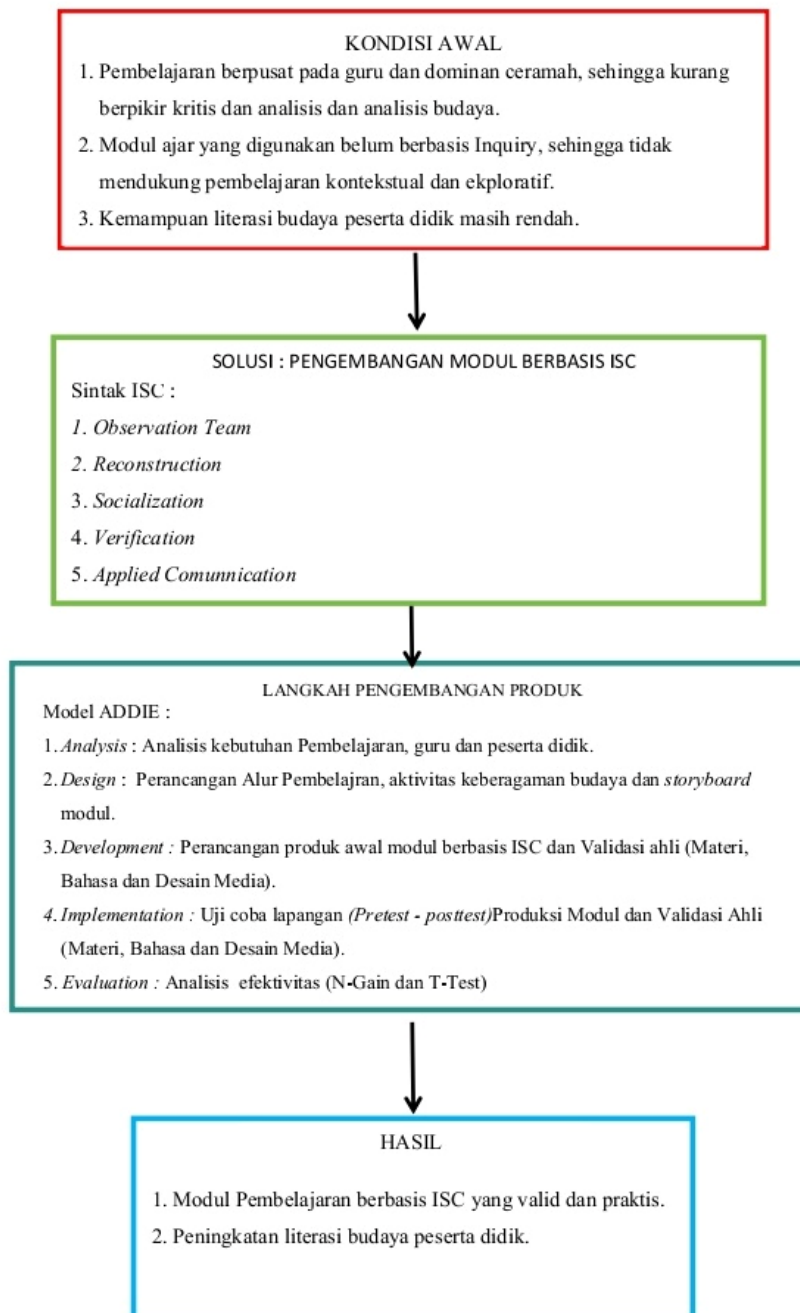 KONDISI AWAL
1. Pembelajaran berpusat pada guru dan dominan ceramah, sehingga kurang
berpikir kritis dan analisis dan analisis budaya.
2. Modul ajar yang digunakan belum berbasis Inquiry, sehingga tidak
mendukung pembelajaran kontekstual dan ekploratif.
3. Kemampuan literasi budaya peserta didik masih rendah.
SOLUSI : PENGEMBANGAN MODUL BERBASIS ISC
Sintak ISC :
1. Observation Team
2. Reconstruction
3. Socialization
4. Verification
5. Applied Comunnication
LANGKAH PENGEMBANGAN PRODUK
Model ADDIE :
1. Analysis : Analisis kebutuhan Pembelajaran, guru dan peserta didik.
2. Design : Perancangan Alur Pembelajran, aktivitas keberagaman budaya dan storyboard
modul.
3. Development : Perancangan produk awal modul berbasis ISC dan Validasi ahli (Materi,
Bahasa dan Desain Media).
4. Implementation : Uji coba lapangan (Pretest - posttest)Produksi Modul dan Validasi Ahli
(Materi, Bahasa dan Desain Media).
5. Evaluation : Analisis efektivitas (N-Gain dan T-Test)
HASIL
1. Modul Pembelajaran berbasis ISC yang valid dan praktis.
2. Peningkatan literasi budaya peserta didik.